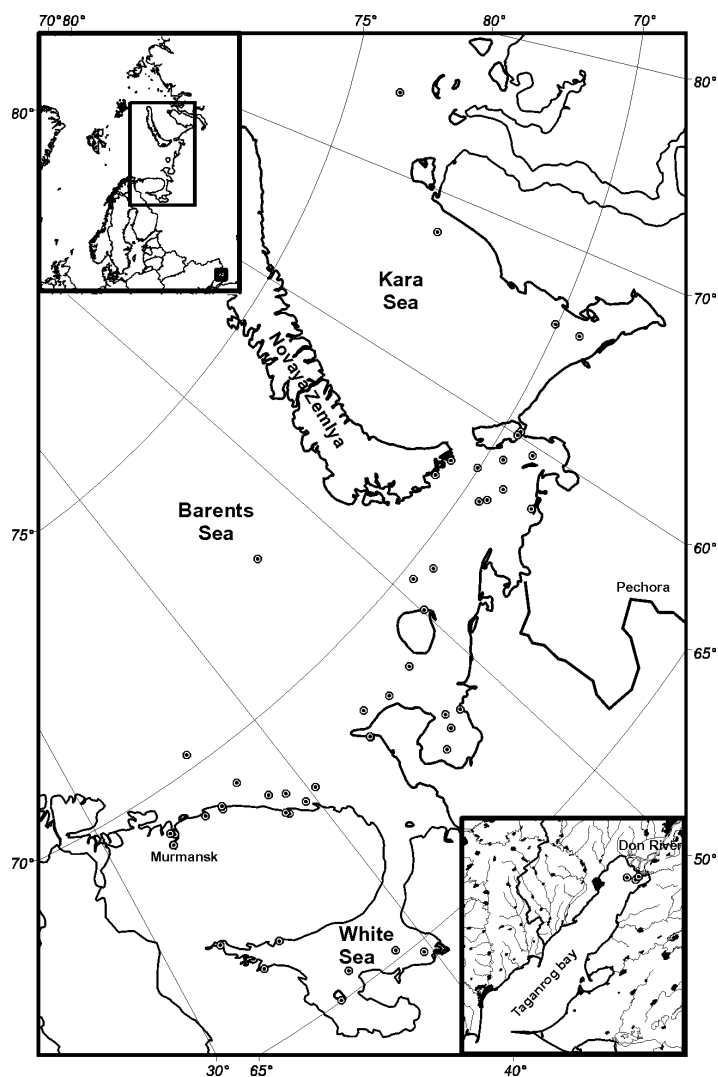 70° 80°
75°
80°
70°
80°
80°
Kara
Sea
70°
Novaya Zemlya
Barents
Sea
75°
60°
Pechora
65°
Murmansk
70°
Don River
50°
White
Sea
Taganrog bay
30° 65°
40°